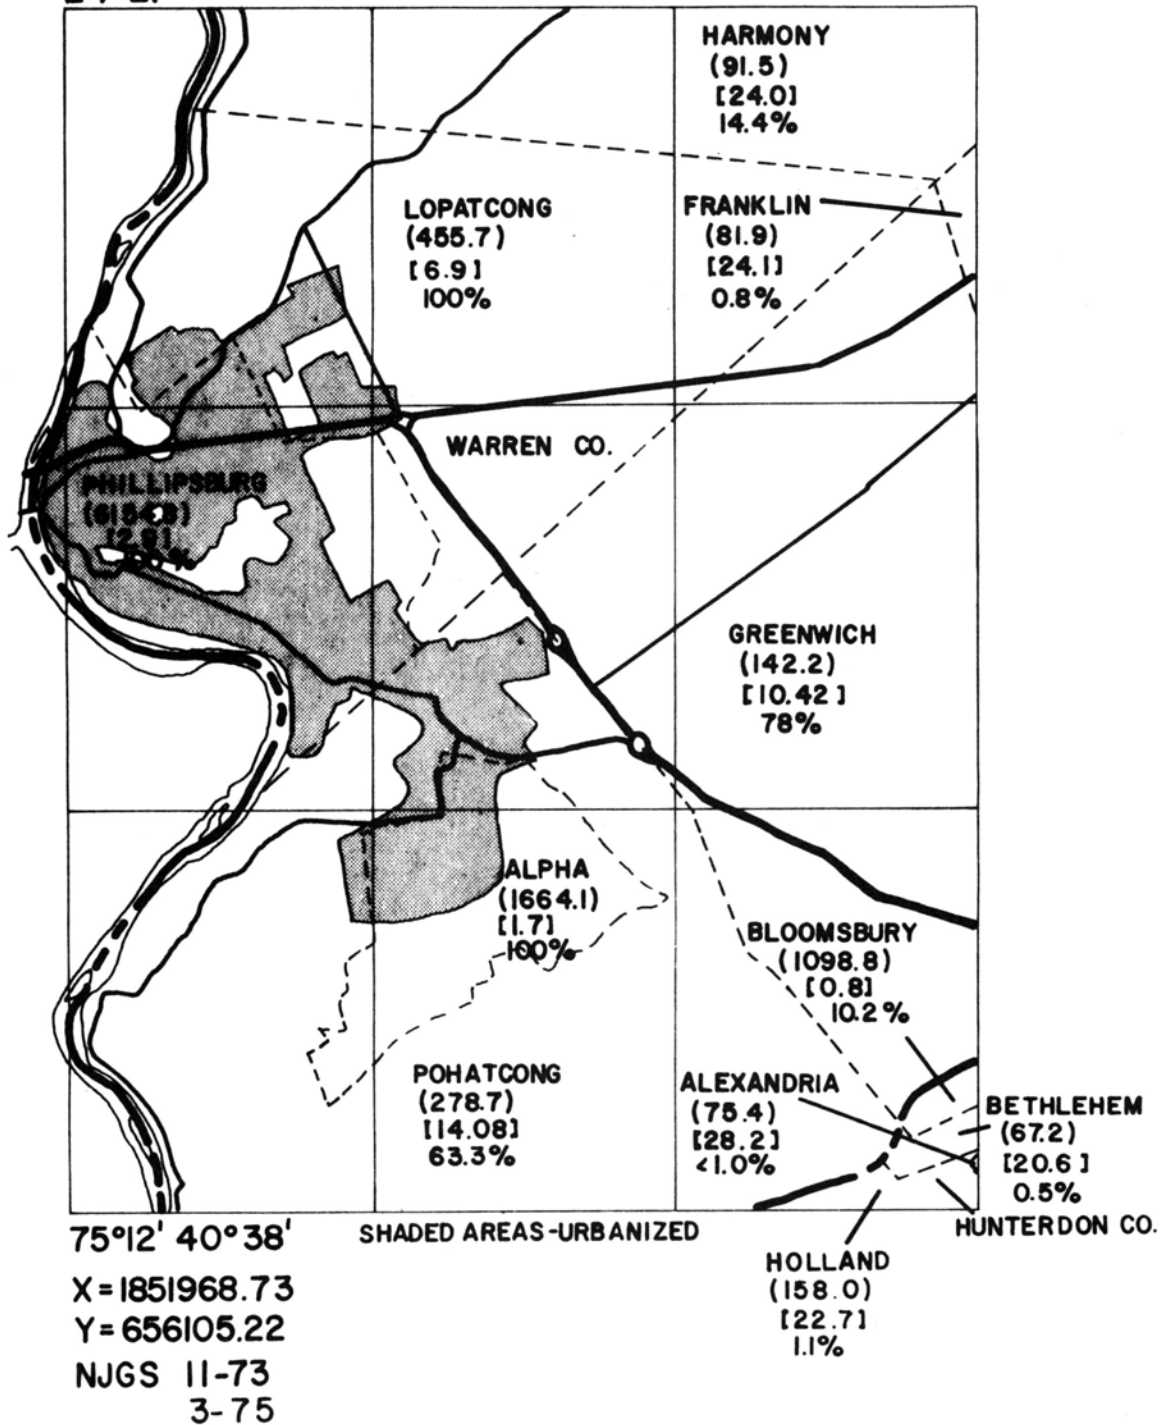 HARMONY
(91.5)
[24.0]
14.4%
LOPATCONG
(455.7)
[6.9]
100%
FRANKLIN
(81.9)
[24.1]
0.8%
WARREN CO.
PHILLIPSBURG
[2.9]
100%
GREENWICH
(142.2)
[10.42]
78%
ALPHA
(1664.1)
[1.7]
100%
BLOOMSBURY
(1098.8)
[0.8]
10.2%
POHATCONG
(278.7)
[14.08]
63.3%
ALEXANDRIA
(75.4)
[28.2]
<1.0%
BETHLEHEM
(67.2)
[20.6]
0.5%
HUNTERDON CO.
HOLLAND
(158.0)
[22.7]
1.1%
75°12' 40°38'
SHADED AREAS-URBANIZED
X=1851968.73
Y=656105.22
NJGS 11-73
3-75